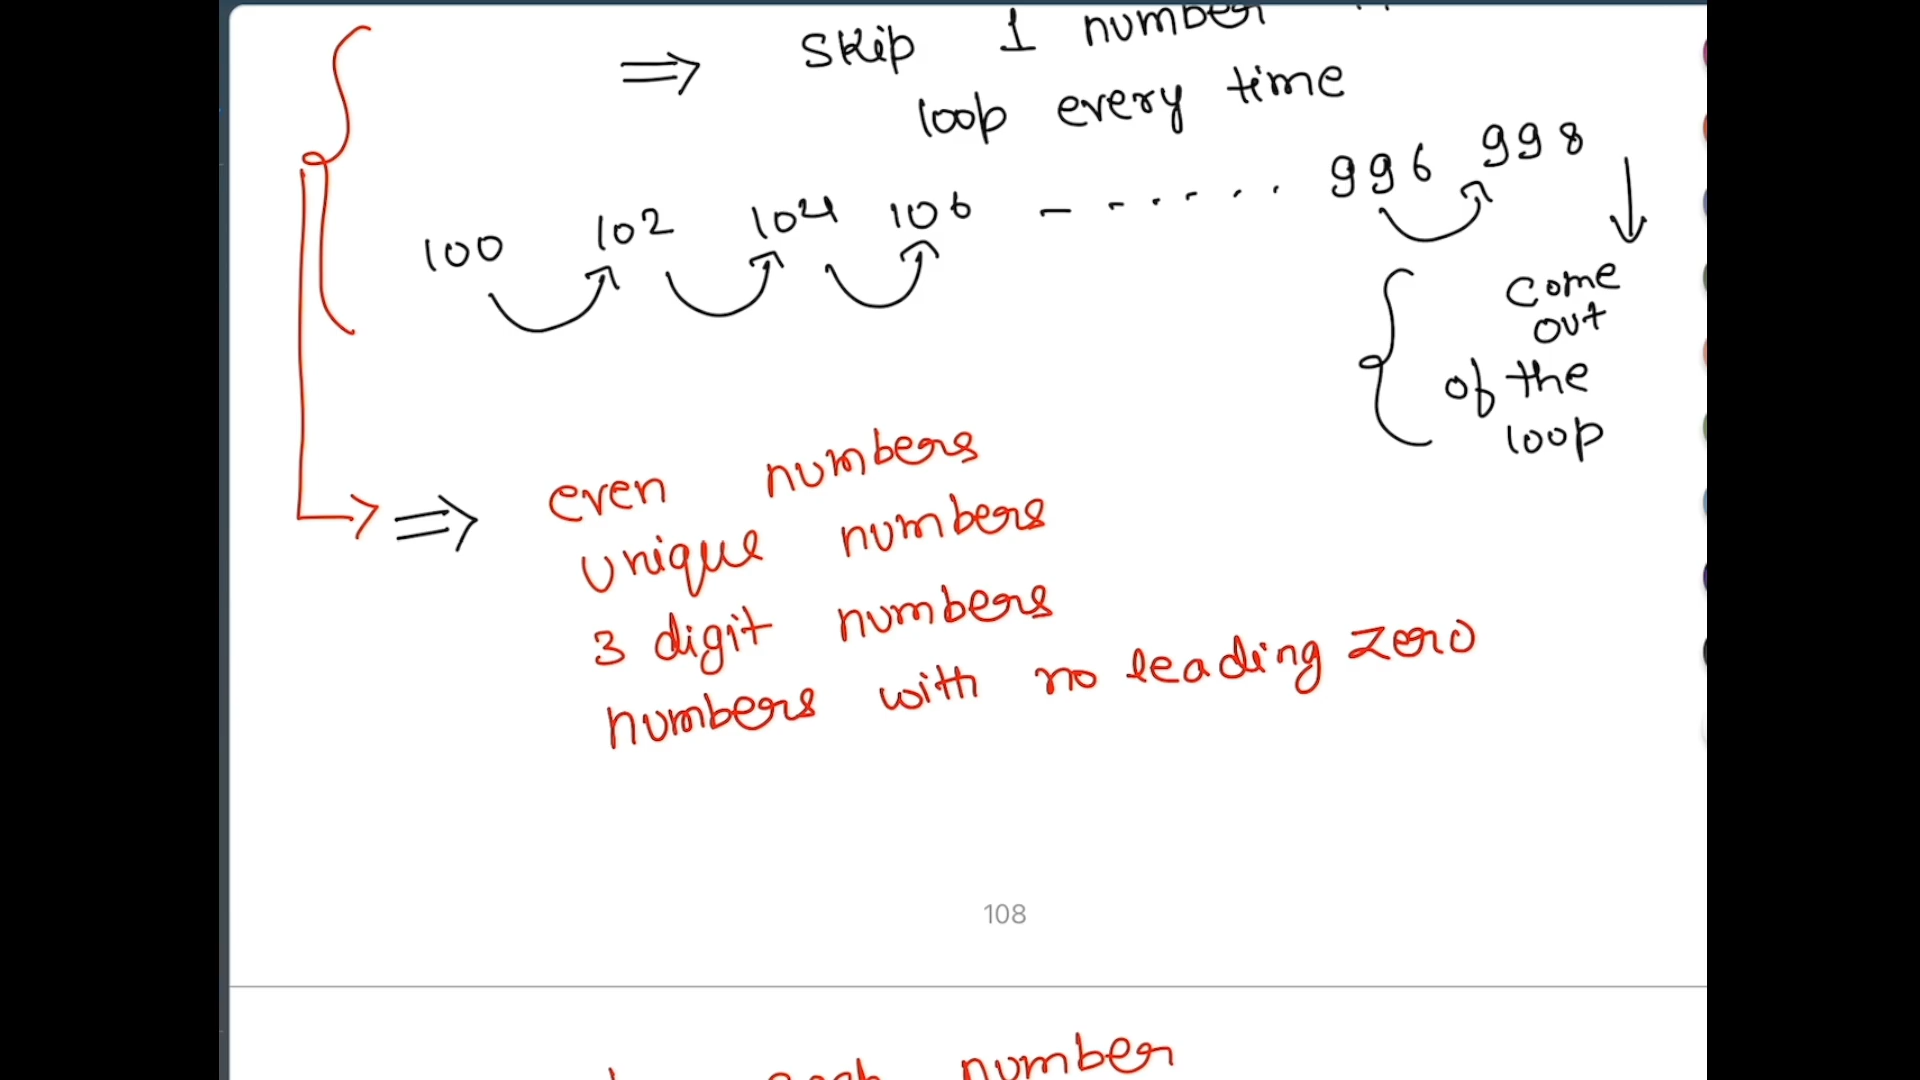 ⇒ Skip 1 number
loop every time
100 102 104 106 - - . . . . . 996 998
come
out
of the
loop
⇒ even numbers
unique numbers
3 digit numbers
numbers with no leading zero
108
each number